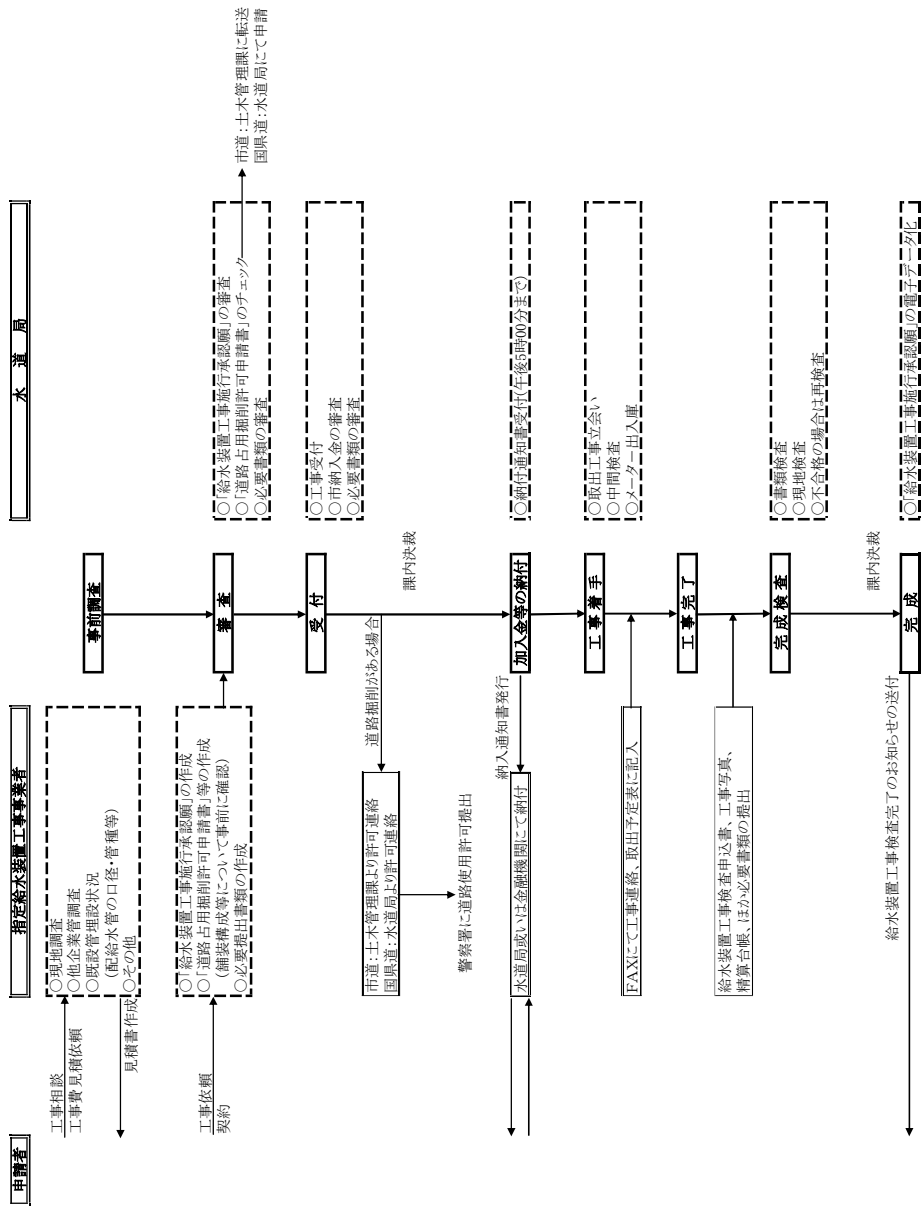 申請者
指定給水装置工事事業者
水　道　局
工事相談
工事費見積依頼
見積書作成
○現地調査
○他企業管調査
○既設管埋設状況
(配給水管の口径・管種等)
○その他
事前調査
工事依頼
契約
○「給水装置工事施行承認願」の作成
○「道路占用掘削許可申請書」等の作成
(舗装構成等について事前に確認)
○必要提出書類の作成
審　査
○「給水装置工事施行承認願」の審査
○「道路占用掘削許可申請書」のチェック
○必要書類の審査
市道：土木管理課に転送
国県道：水道局にて申請
受　付
○工事受付
○市納入金の審査
○必要書類の審査
道路掘削がある場合
課内決裁
市道：土木管理課より許可連絡
国県道：水道局より許可連絡
警察署に道路使用許可提出
納入通知書発行
水道局或いは金融機関にて納付
加入金等の納付
○納付通知書受付(午後5時00分まで)
工事着手
○取出工事立会い
○中間検査
○メーター出入庫
FAXにて工事連絡、取出予定表に記入
工事完了
給水装置工事検査申込書、工事写真、
精算台帳、ほか必要書類の提出
完成検査
○書類検査
○現地検査
○不合格の場合は再検査
課内決裁
給水装置工事検査完了のお知らせの送付
完　成
○「給水装置工事施行承認願」の電子データ化